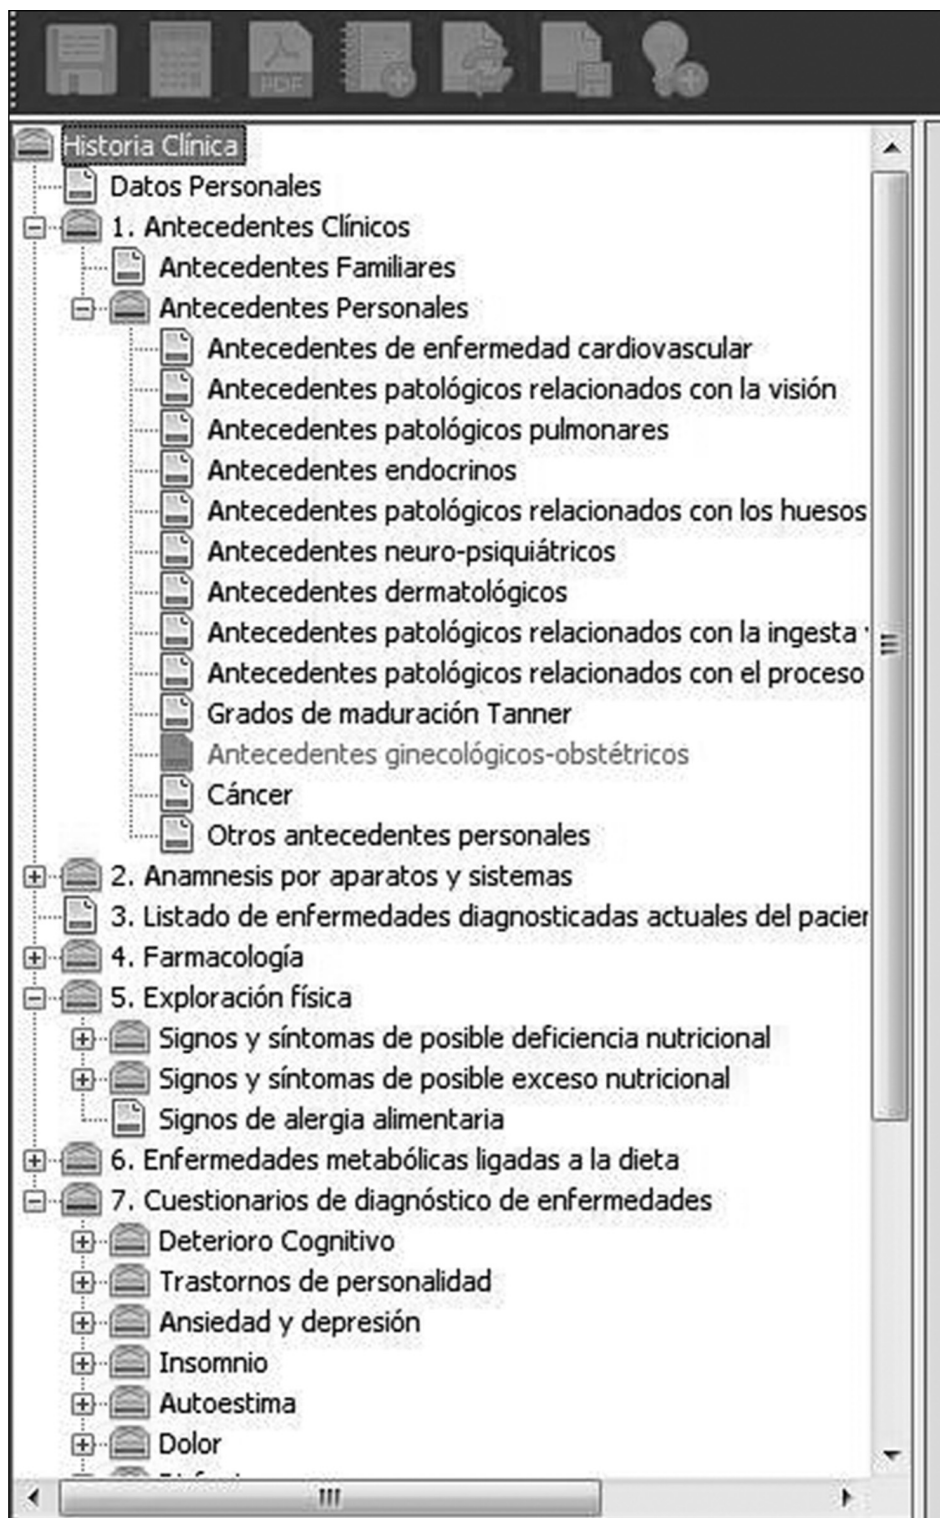 PDF
Historia Clínica
Datos Personales
1. Antecedentes Clínicos
Antecedentes Familiares
Antecedentes Personales
Antecedentes de enfermedad cardiovascular
Antecedentes patológicos relacionados con la visión
Antecedentes patológicos pulmonares
Antecedentes endocrinos
Antecedentes patológicos relacionados con los huesos
Antecedentes neuro-psiquiátricos
Antecedentes dermatológicos
Antecedentes patológicos relacionados con la ingesta
Antecedentes patológicos relacionados con el proceso
Grados de maduración Tanner
Antecedentes ginecológicos-obstétricos
Cáncer
Otros antecedentes personales
2. Anamnesis por aparatos y sistemas
3. Listado de enfermedades diagnosticadas actuales del pacien
4. Farmacología
5. Exploración física
Signos y síntomas de posible deficiencia nutricional
Signos y síntomas de posible exceso nutricional
Signos de alergia alimentaria
6. Enfermedades metabólicas ligadas a la dieta
7. Cuestionarios de diagnóstico de enfermedades
Deterioro Cognitivo
Trastornos de personalidad
Ansiedad y depresión
Insomnio
Autoestima
Dolor